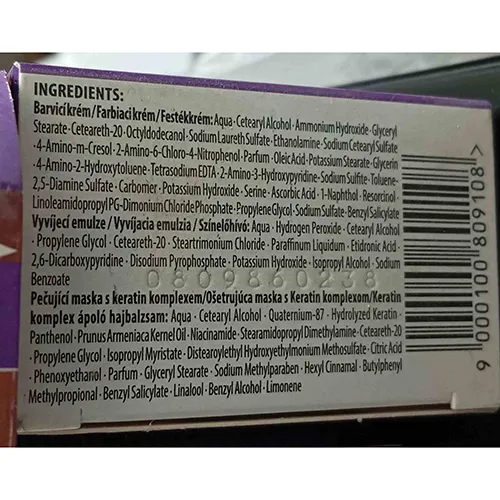 INGREDIENTS:
Barvicíkrém/Farbiacikrém/Festékkrém: Aqua · Cetearyl Alcohol · Ammonium Hydroxide · Glyceryl
Stearate · Ceteareth-20 · Octyldodecanol · Sodium Laureth Sulfate · Ethanolamine · Sodium Cetearyl Sulfate
· 4-Amino-m-Cresol · 2-Amino-6-Chloro-4-Nitrophenol · Parfum · Oleic Acid · Potassium Stearate · Glycerin
· 4-Amino-2-Hydroxytoluene · Tetrasodium EDTA · 2-Amino-3-Hydroxypyridine · Sodium Sulfite · Toluene-
2,5-Diamine Sulfate · Carbomer · Potassium Hydroxide · Serine · Ascorbic Acid · 1-Naphthol · Resorcinol ·
Linoleamidopropyl PG-Dimonium Chloride Phosphate · Propylene Glycol · Sodium Sulfate · Benzyl Salicylate
Vyvíjecí emulze / Vyvíjacia emulzia / Színelőhívó: Aqua · Hydrogen Peroxide · Cetearyl Alcohol
· Propylene Glycol · Ceteareth-20 · Steartrimonium Chloride · Paraffinum Liquidum · Etidronic Acid ·
2,6-Dicarboxypyridine · Disodium Pyrophosphate · Potassium Hydroxide · Isopropyl Alcohol · Sodium
Benzoate
0809860238
Pečující maska s keratin komplexem/Ošetrujúca maska s Keratin komplexom/Keratin
komplex ápoló hajbalzsam: Aqua · Cetearyl Alcohol · Quaternium-87 · Hydrolyzed Keratin ·
Panthenol · Prunus Armeniaca Kernel Oil · Niacinamide · Stearamidopropyl Dimethylamine · Ceteareth-20
· Propylene Glycol · Isopropyl Myristate · Distearoylethyl Hydroxyethylmonium Methosulfate · Citric Acid
· Phenoxyethanol · Parfum · Glyceryl Stearate · Sodium Methylparaben · Hexyl Cinnamal · Butylphenyl
Methylpropional · Benzyl Salicylate · Linalool · Benzyl Alcohol · Limonene
9 000100 809108 >